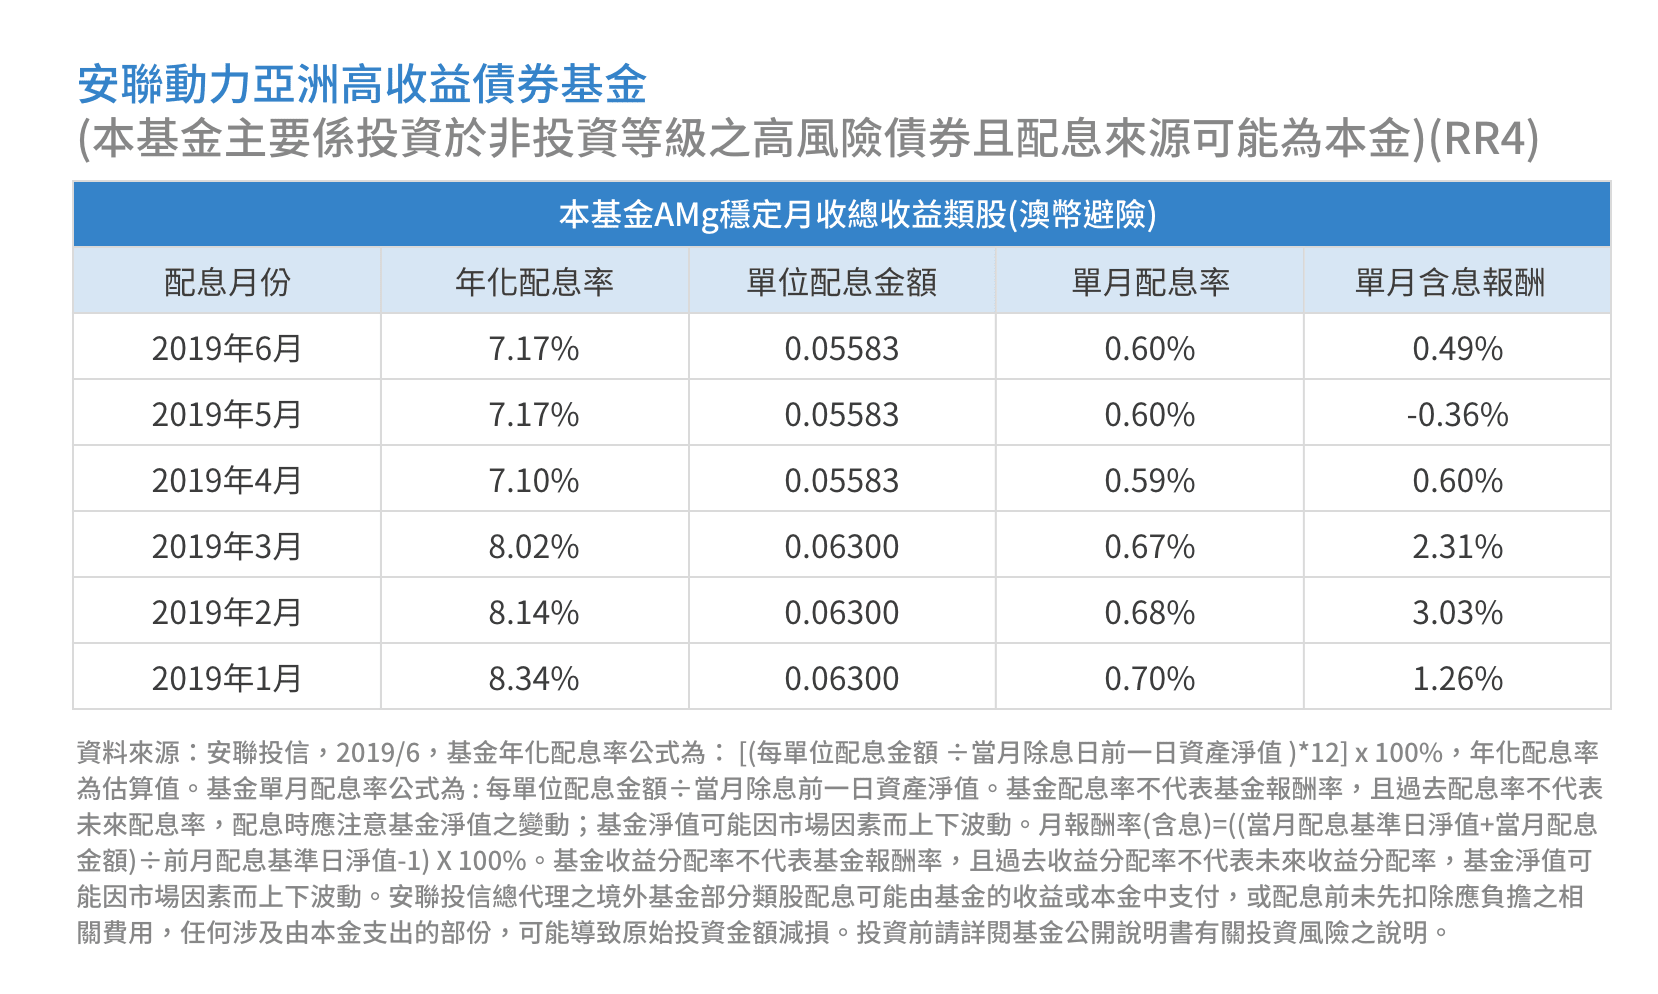 安聯動力亞洲高收益債券基金
(本基金主要係投資於非投資等級之高風險債券且配息來源可能為本金)(RR4)
本基金AMg穩定月收總收益類股(澳幣避險)
配息月份 年化配息率 單位配息金額 單月配息率 單月含息報酬
2019年6月 7.17% 0.05583 0.60% 0.49%
2019年5月 7.17% 0.05583 0.60% -0.36%
2019年4月 7.10% 0.05583 0.59% 0.60%
2019年3月 8.02% 0.06300 0.67% 2.31%
2019年2月 8.14% 0.06300 0.68% 3.03%
2019年1月 8.34% 0.06300 0.70% 1.26%
資料來源：安聯投信，2019/6，基金年化配息率公式為： [(每單位配息金額 ÷當月除息日前一日資產淨值 )*12] x 100%，年化配息率
為估算值。基金單月配息率公式為 : 每單位配息金額÷當月除息前一日資產淨值。基金配息率不代表基金報酬率，且過去配息率不代表
未來配息率，配息時應注意基金淨值之變動；基金淨值可能因市場因素而上下波動。月報酬率(含息)=((當月配息基準日淨值+當月配息
金額)÷前月配息基準日淨值-1) X 100%。基金收益分配率不代表基金報酬率，且過去收益分配率不代表未來收益分配率，基金淨值可
能因市場因素而上下波動。安聯投信總代理之境外基金部分類股配息可能由基金的收益或本金中支付，或配息前未先扣除應負擔之相
關費用，任何涉及由本金支出的部份，可能導致原始投資金額減損。投資前請詳閱基金公開說明書有關投資風險之說明。